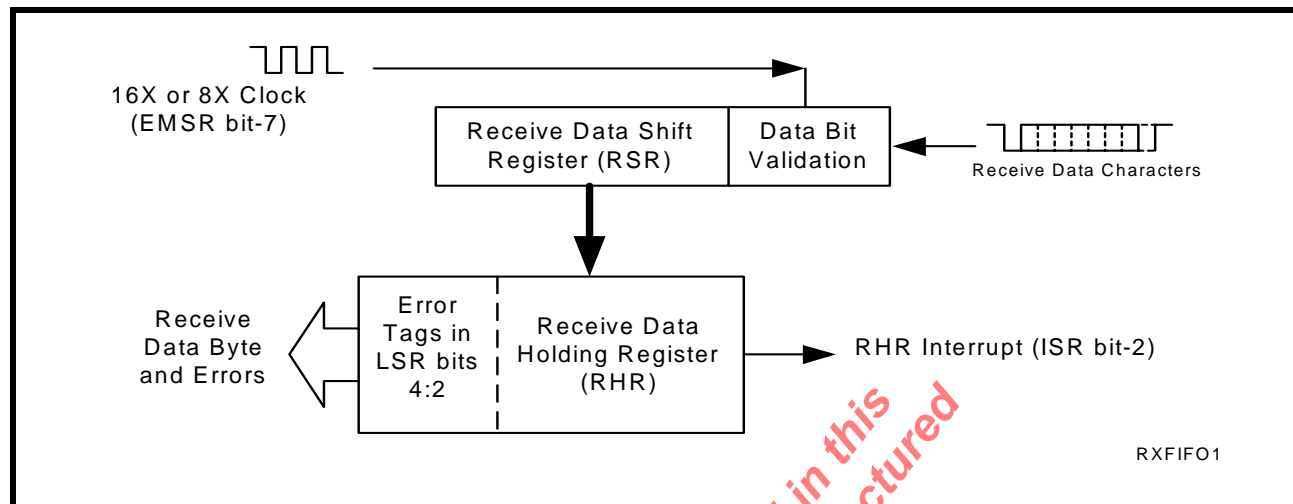 16X or 8X Clock
(EMSR bit-7)
Receive Data Shift
Register (RSR)
Data Bit
Validation
Receive Data Characters
Receive
Data Byte
and Errors
Error
Tags in
LSR bits
4:2
Receive Data
Holding Register
(RHR)
RHR Interrupt (ISR bit-2)
in this
ctured
RXFIFO1